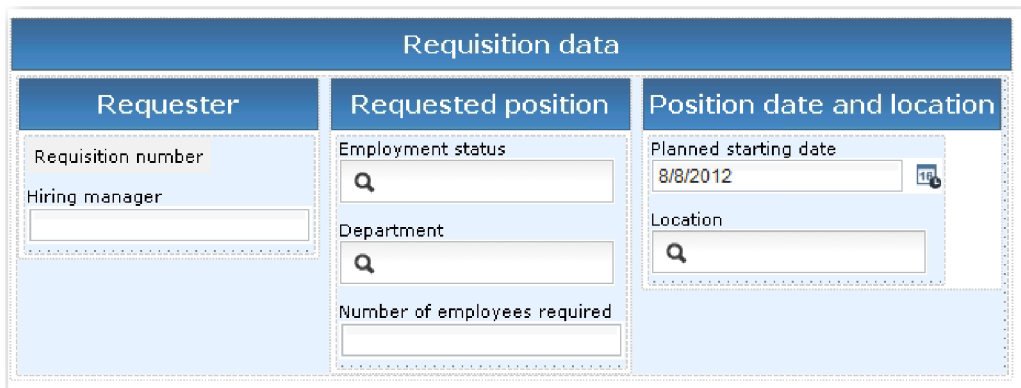 Requisition data
Requester
Requisition number
Hiring manager
Requested position
Employment status
Department
Number of employees required
Position date and location
Planned starting date
8/8/2012
16
Location